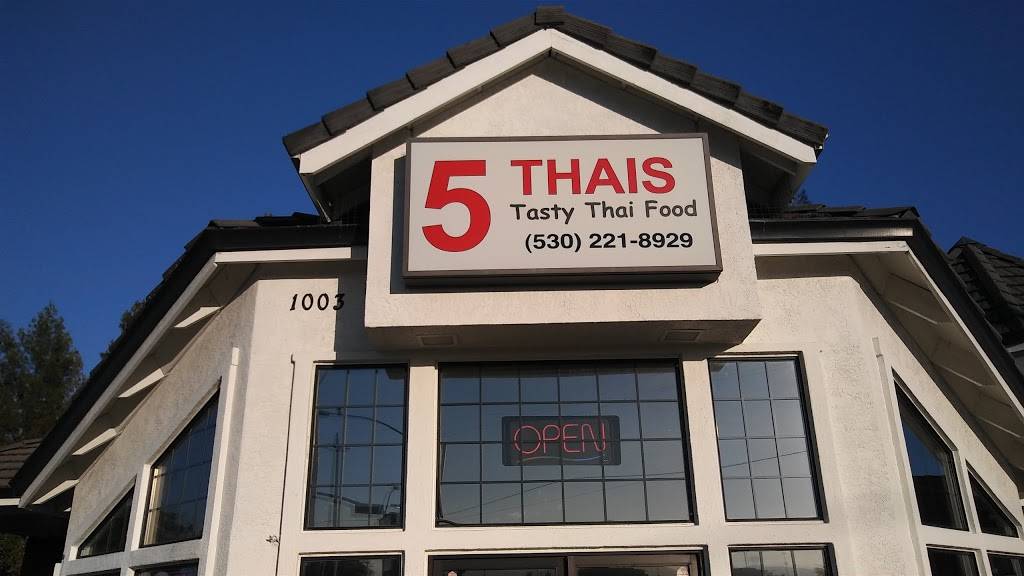 5 THAIS
Tasty Thai Food
(530) 221-8929
1003
OPEN